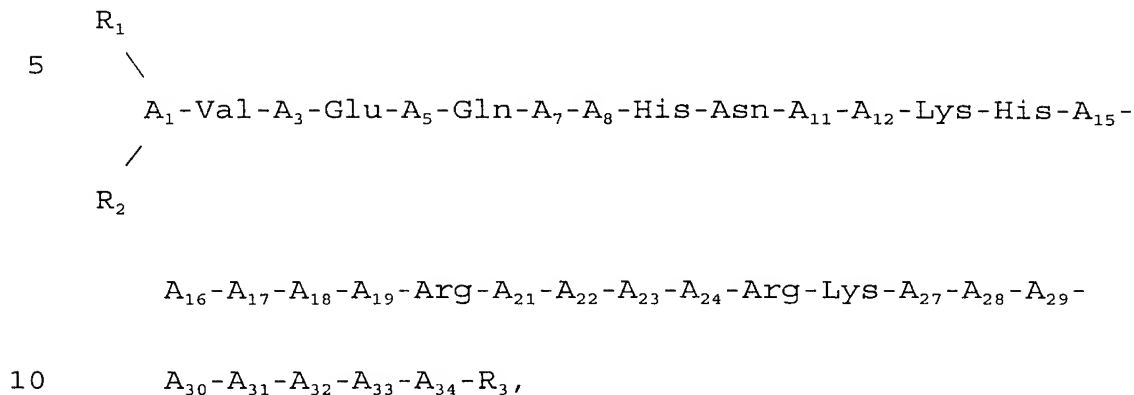 R₁
5
A₁-Val-A₃-Glu-A₅-Gln-A₇-A₈-His-Asn-A₁₁-A₁₂-Lys-His-A₁₅-
R₂
A₁₆-A₁₇-A₁₈-A₁₉-Arg-A₂₁-A₂₂-A₂₃-A₂₄-Arg-Lys-A₂₇-A₂₈-A₂₉-
10 A₃₀-A₃₁-A₃₂-A₃₃-A₃₄-R₃,